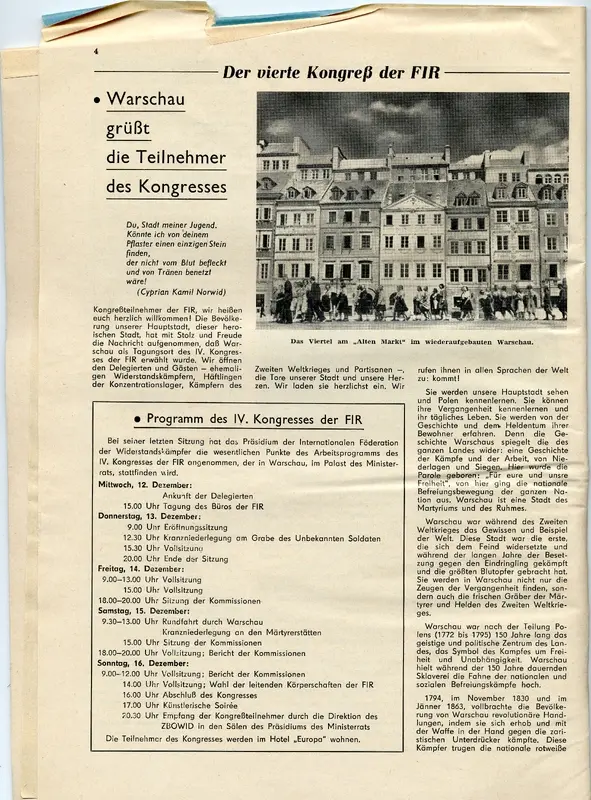 4
Der vierte Kongreß der FIR
• Warschau
grüßt
die Teilnehmer
des Kongresses
Du, Stadt meiner Jugend.
Könnte ich von deinem
Pflaster einen einzigen Stein
finden,
der nicht vom Blut befleckt
und von Tränen benetzt
wäre!
(Cyprian Kamil Norwid)
Das Viertel am „Alten Markt" im wiederaufgebauten Warschau.
Kongreßteilnehmer der FIR, wir heißen
euch herzlich willkommen! Die Bevölke-
rung unserer Hauptstadt, dieser hero-
ischen Stadt, hat mit Stolz und Freude
die Nachricht aufgenommen, daß War-
schau als Tagungsort des IV. Kongres-
ses der FIR erwählt wurde. Wir öffnen
den Delegierten und Gästen – ehemali-
gen Widerstandskämpfern, Häftlingen
der Konzentrationslager, Kämpfern des
Zweiten Weltkrieges und Partisanen –,
die Tore unserer Stadt und unsere Her-
zen. Wir laden sie herzlichst ein. Wir
rufen ihnen in allen Sprachen der Welt
zu: kommt!
Sie werden unsere Hauptstadt sehen
und Polen kennenlernen. Sie können
ihre Vergangenheit kennenlernen und
ihr tägliches Leben. Sie werden von der
Geschichte und dem Heldentum ihrer
Bewohner erfahren. Denn die Ge-
schichte Warschaus spiegelt die des
ganzen Landes wider: eine Geschichte
der Kämpfe und der Arbeit, von Nie-
derlagen und Siegen. Hier wurde die
Parole geboren: „Für eure und unsre
Freiheit", von hier ging die nationale
Befreiungsbewegung der ganzen Na-
tion aus. Warschau ist eine Stadt des
Martyriums und des Ruhmes.
Warschau war während des Zweiten
Weltkrieges das Gewissen und Beispiel
der Welt. Diese Stadt war die erste,
die sich dem Feind widersetzte und
während der langen Jahre der Beset-
zung gegen den Eindringling gekämpft
und die größten Blutopfer gebracht hat.
Sie werden in Warschau nicht nur die
Zeugen der Vergangenheit finden, son-
dern auch die frischen Gräber der Mär-
tyrer und Helden des Zweiten Weltkrie-
ges.
Warschau war nach der Teilung Po-
lens (1772 bis 1795) 150 Jahre lang das
geistige und politische Zentrum des Lan-
des, das Symbol des Kampfes um Frei-
heit und Unabhängigkeit. Warschau
hielt während der 150 Jahre dauernden
Sklaverei die Fahne der nationalen und
sozialen Befreiungskämpfe hoch.
1794, im November 1830 und im
Jänner 1863, vollbrachte die Bevölke-
rung von Warschau revolutionäre Hand-
lungen, indem sie sich erhob und mit
der Waffe in der Hand gegen die zari-
stischen Unterdrücker kämpfte. Diese
Kämpfer trugen die nationale rotweiße
• Programm des IV. Kongresses der FIR
Bei seiner letzten Sitzung hat das Präsidium der Internationalen Föderation
der Widerstandskämpfer die wesentlichen Punkte des Arbeitsprogramms des
IV. Kongresses der FIR angenommen, der in Warschau, im Palast des Minister-
rats, stattfinden wird.
Mittwoch, 12. Dezember:
Ankunft der Delegierten
15.00 Uhr Tagung des Büros der FIR
Donnerstag, 13. Dezember:
9.00 Uhr Eröffnungssitzung
12.30 Uhr Kranzniederlegung am Grabe des Unbekannten Soldaten
15.30 Uhr Vollsitzung
20.00 Uhr Ende der Sitzung
Freitag, 14. Dezember:
9.00–13.00 Uhr Vollsitzung
15.00 Uhr Vollsitzung
18.00–20.00 Uhr Sitzung der Kommissionen
Samstag, 15. Dezember:
9.30–13.00 Uhr Rundfahrt durch Warschau
Kranzniederlegung an den Märtyrerstätten
15.00 Uhr Sitzung der Kommissionen
18.00–20.00 Uhr Vollsitzung; Bericht der Kommissionen
Sonntag, 16. Dezember:
9.00–12.00 Uhr Vollsitzung; Bericht der Kommissionen
14.00 Uhr Vollsitzung; Wahl der leitenden Körperschaften der FIR
16.00 Uhr Abschluß des Kongresses
17.00 Uhr Künstlerische Soirée
20.30 Uhr Empfang der Kongreßteilnehmer durch die Direktion des
ZBOWID in den Sälen des Präsidiums des Ministerrats
Die Teilnehmer des Kongresses werden im Hotel „Europa" wohnen.